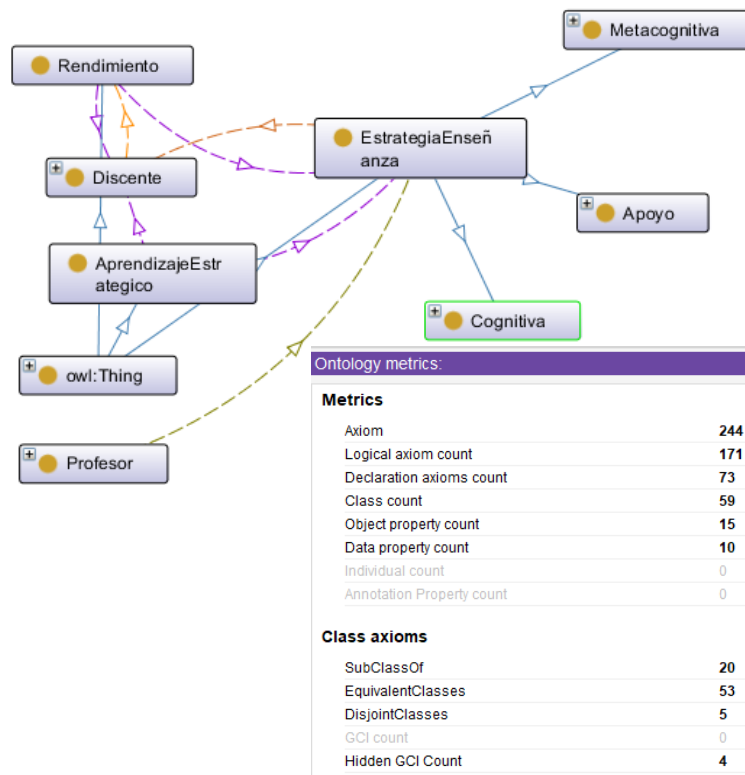 Metacognitiva
Rendimiento
EstrategiaEnseñ
anza
Discente
Apoyo
AprendizajeEstr
ategico
Cognitiva
owl:Thing
Profesor
Ontology metrics:
Metrics
Axiom 244
Logical axiom count 171
Declaration axioms count 73
Class count 59
Object property count 15
Data property count 10
Individual count 0
Annotation Property count 0
Class axioms
SubClassOf 20
EquivalentClasses 53
DisjointClasses 5
GCI count 0
Hidden GCI Count 4